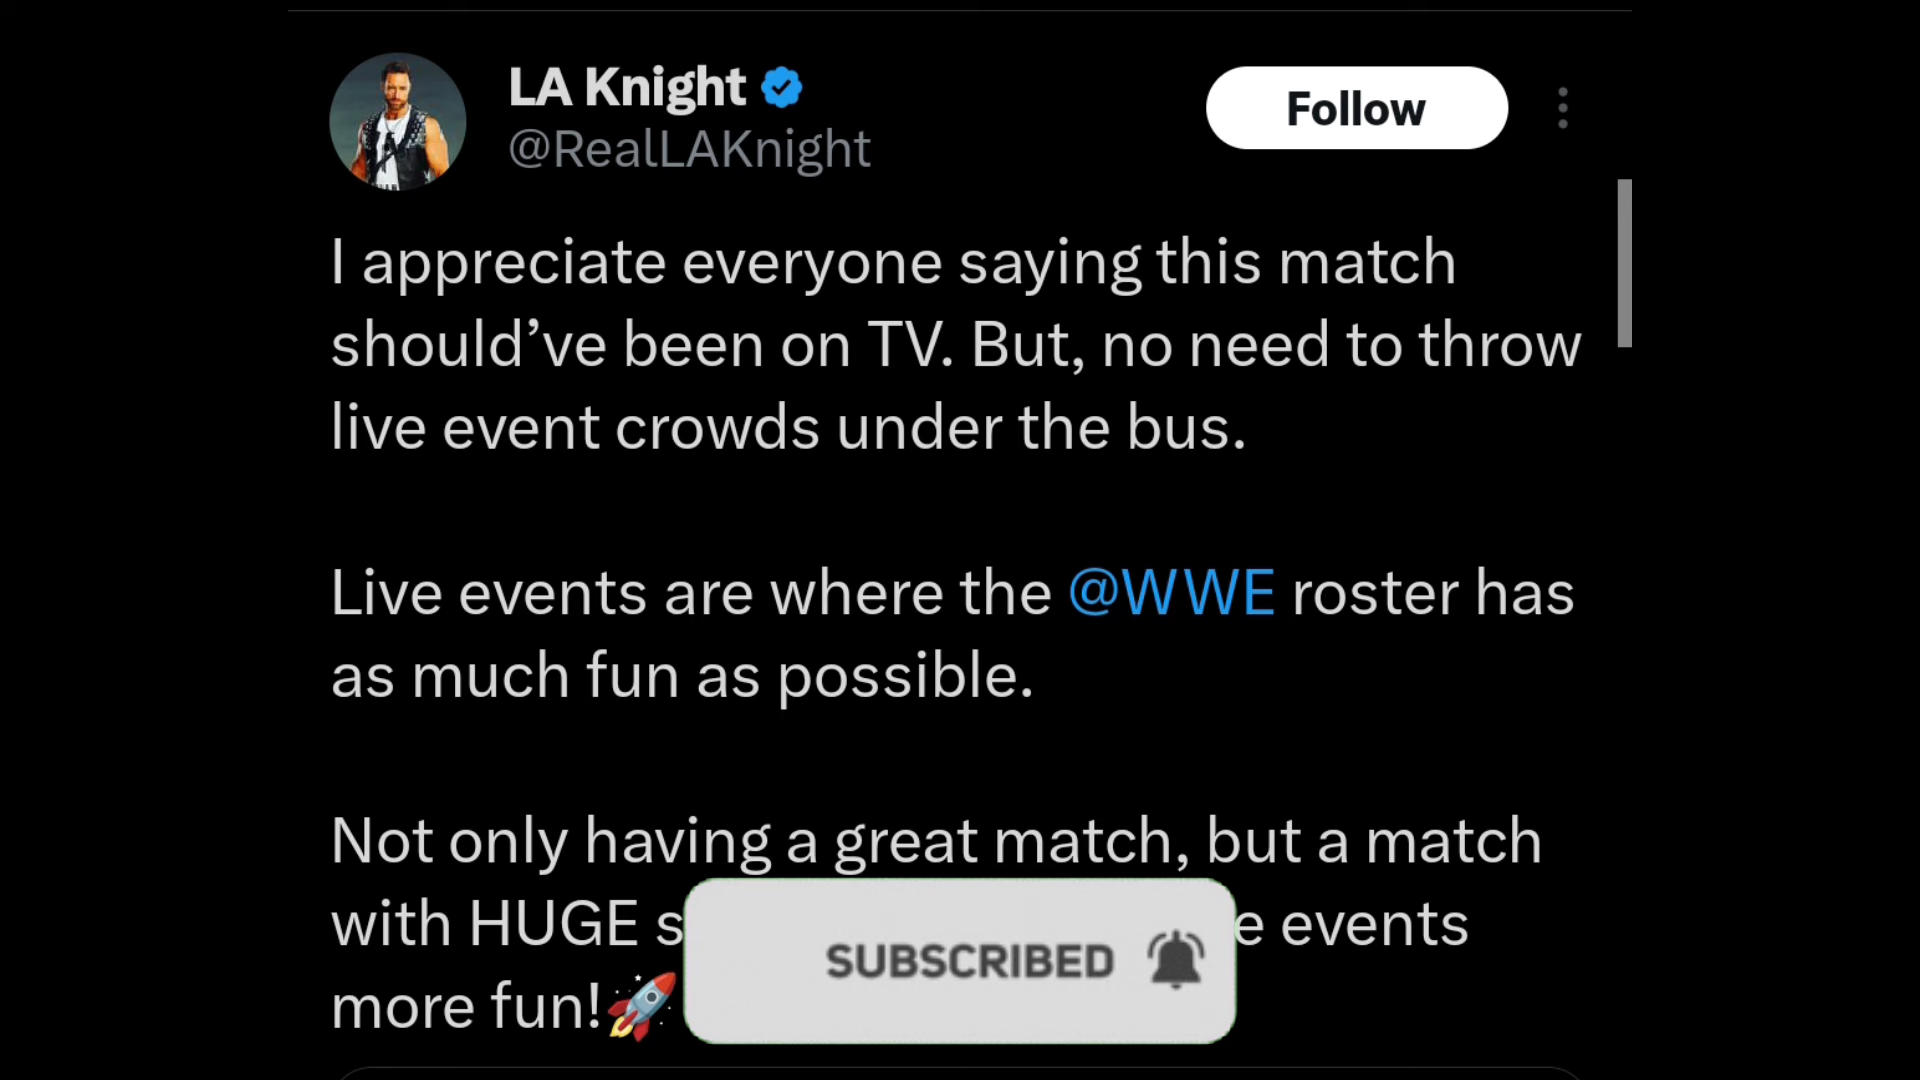 LA Knight
@RealLAKnight
Follow
I appreciate everyone saying this match
should’ve been on TV. But, no need to throw
live event crowds under the bus.
Live events are where the @WWE roster has
as much fun as possible.
Not only having a great match, but a match
with HUGE events
more fun!🚀
SUBSCRIBED